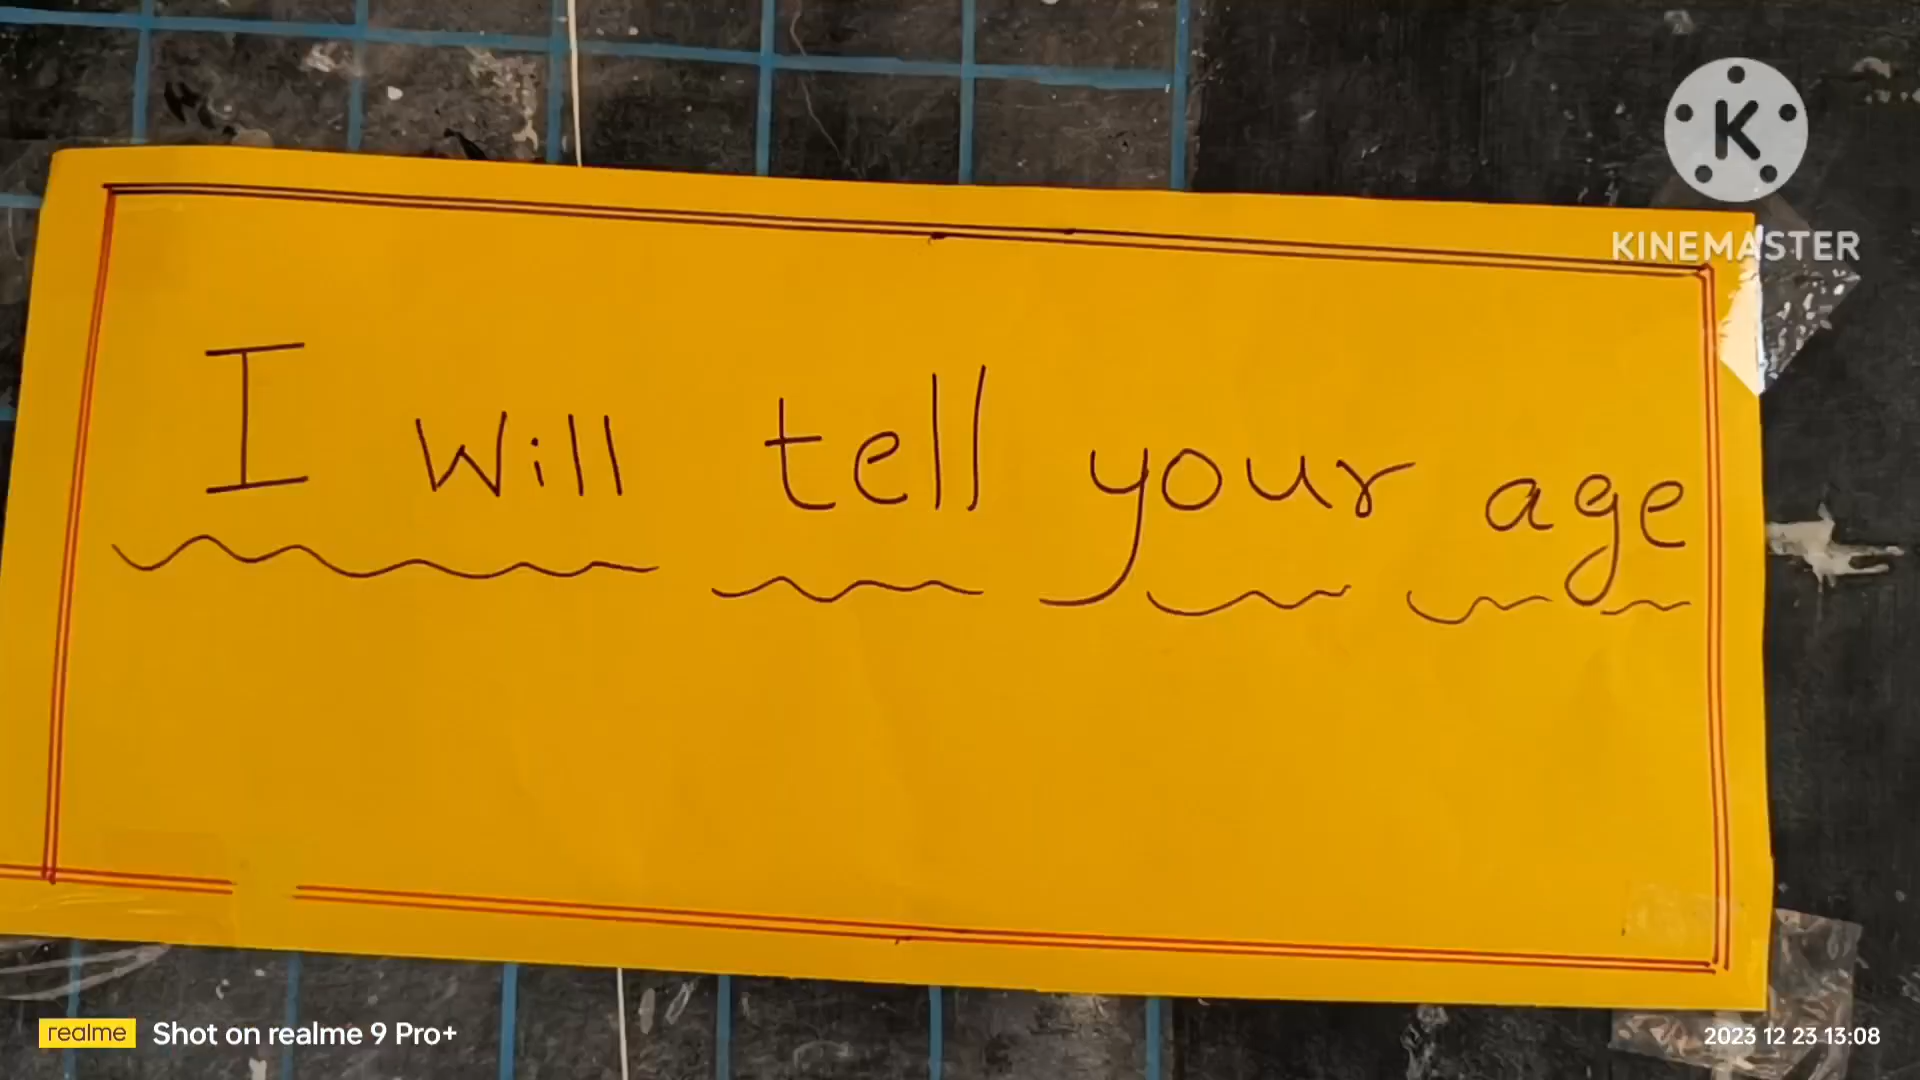 K
KINEMASTER
I will tell your age
realme Shot on realme 9 Pro+
2023 12 23 13:08